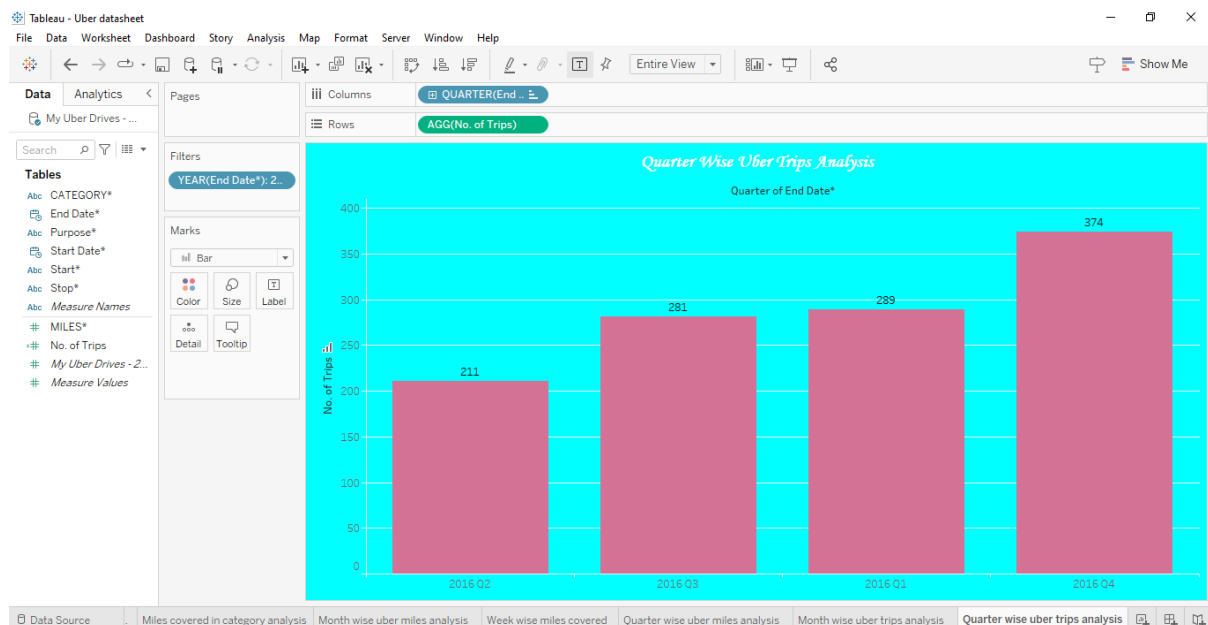 Tableau - Uber datasheet
File Data Worksheet Dashboard Story Analysis Map Format Server Window Help
Entire View
Show Me
Data Analytics
My Uber Drives - ...
Search
Tables
Abc CATEGORY*
End Date*
Abc Purpose*
Start Date*
Abc Start*
Abc Stop*
Abc Measure Names
# MILES*
=# No. of Trips
# My Uber Drives - 2...
# Measure Values
Pages
Filters
YEAR(End Date*): 2..
Marks
Bar
Color Size Label
Detail Tooltip
Columns
QUARTER(End ..
Rows
AGG(No. of Trips)
Quarter Wise Uber Trips Analysis
Quarter of End Date*
No. of Trips
400
350
300
250
200
150
100
50
0
211
281
289
374
2016 Q2 2016 Q3 2016 Q1 2016 Q4
Data Source Miles covered in category analysis Month wise uber miles analysis Week wise miles covered Quarter wise uber miles analysis Month wise uber trips analysis Quarter wise uber trips analysis